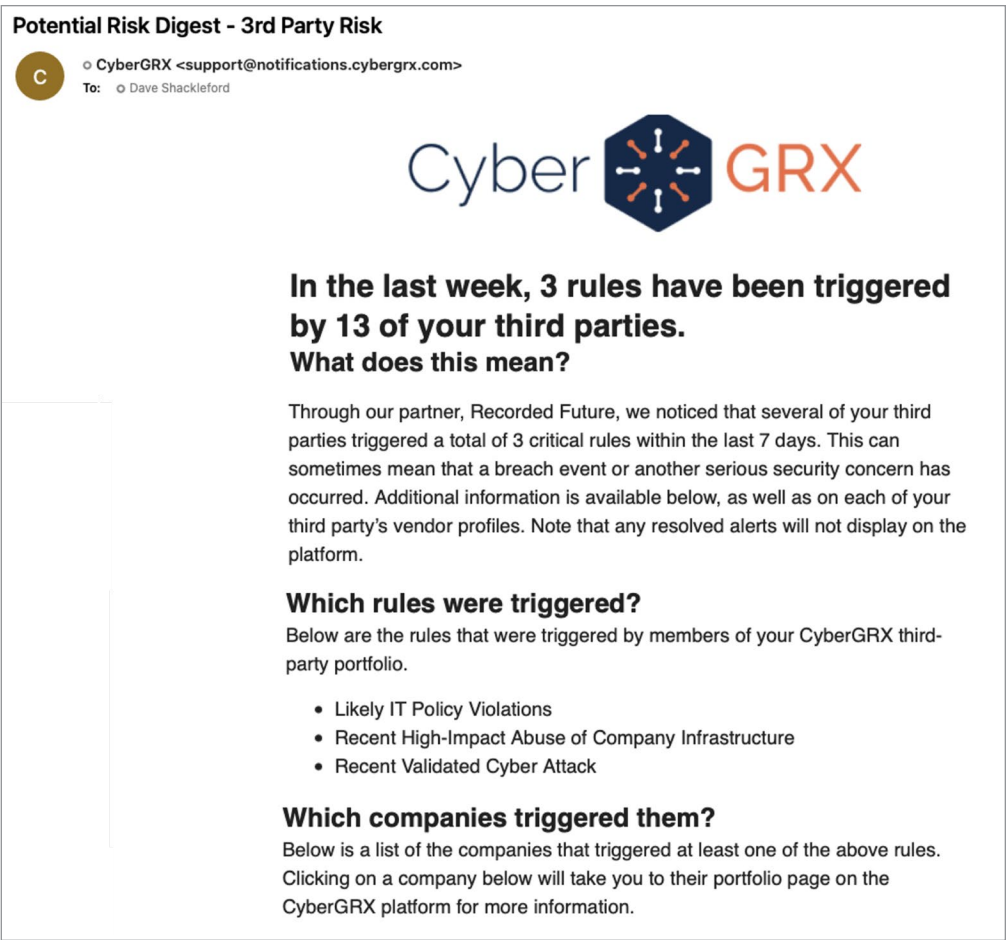 Potential Risk Digest - 3rd Party Risk
C
CyberGRX <support@notifications.cybergrx.com>
To: Dave Shackleford
Cyber GRX
In the last week, 3 rules have been triggered
by 13 of your third parties.
What does this mean?
Through our partner, Recorded Future, we noticed that several of your third
parties triggered a total of 3 critical rules within the last 7 days. This can
sometimes mean that a breach event or another serious security concern has
occurred. Additional information is available below, as well as on each of your
third party's vendor profiles. Note that any resolved alerts will not display on the
platform.
Which rules were triggered?
Below are the rules that were triggered by members of your CyberGRX third-
party portfolio.
• Likely IT Policy Violations
• Recent High-Impact Abuse of Company Infrastructure
• Recent Validated Cyber Attack
Which companies triggered them?
Below is a list of the companies that triggered at least one of the above rules.
Clicking on a company below will take you to their portfolio page on the
CyberGRX platform for more information.